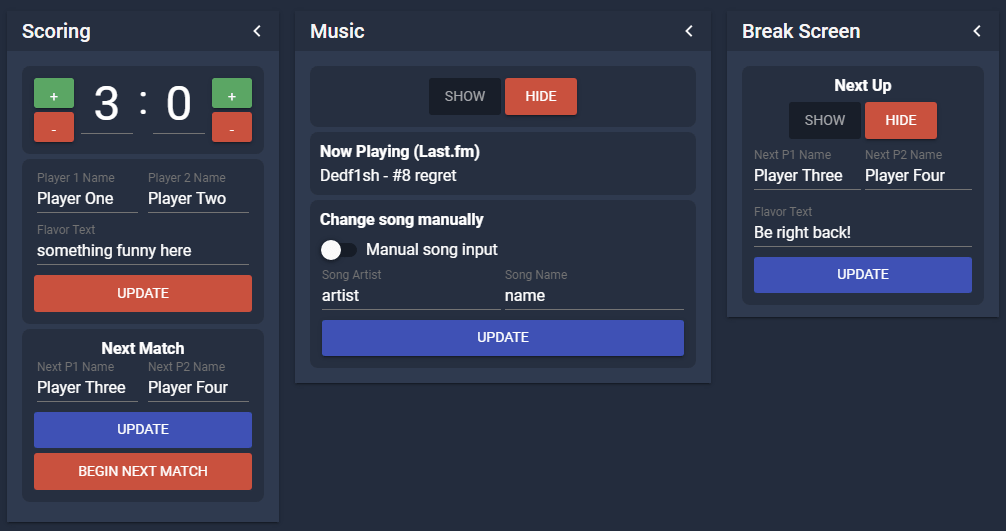 Scoring
+ 3 : 0 +
- -
Player 1 Name Player 2 Name
Player One Player Two
Flavor Text
something funny here
UPDATE
Next Match
Next P1 Name Next P2 Name
Player Three Player Four
UPDATE
BEGIN NEXT MATCH
Music
SHOW HIDE
Now Playing (Last.fm)
Dedf1sh - #8 regret
Change song manually
Manual song input
Song Artist Song Name
artist name
UPDATE
Break Screen
Next Up
SHOW HIDE
Next P1 Name Next P2 Name
Player Three Player Four
Flavor Text
Be right back!
UPDATE